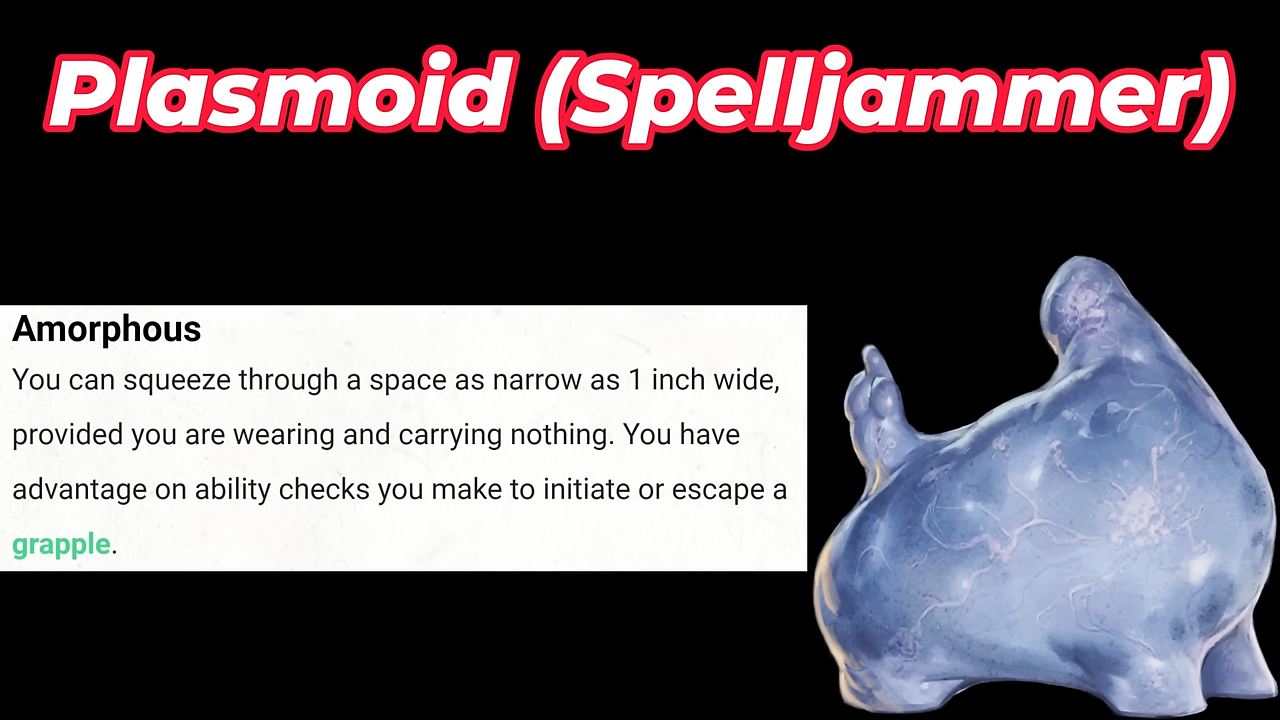 Plasmoid (Spelljammer)
Amorphous
You can squeeze through a space as narrow as 1 inch wide,
provided you are wearing and carrying nothing. You have
advantage on ability checks you make to initiate or escape a
grapple.